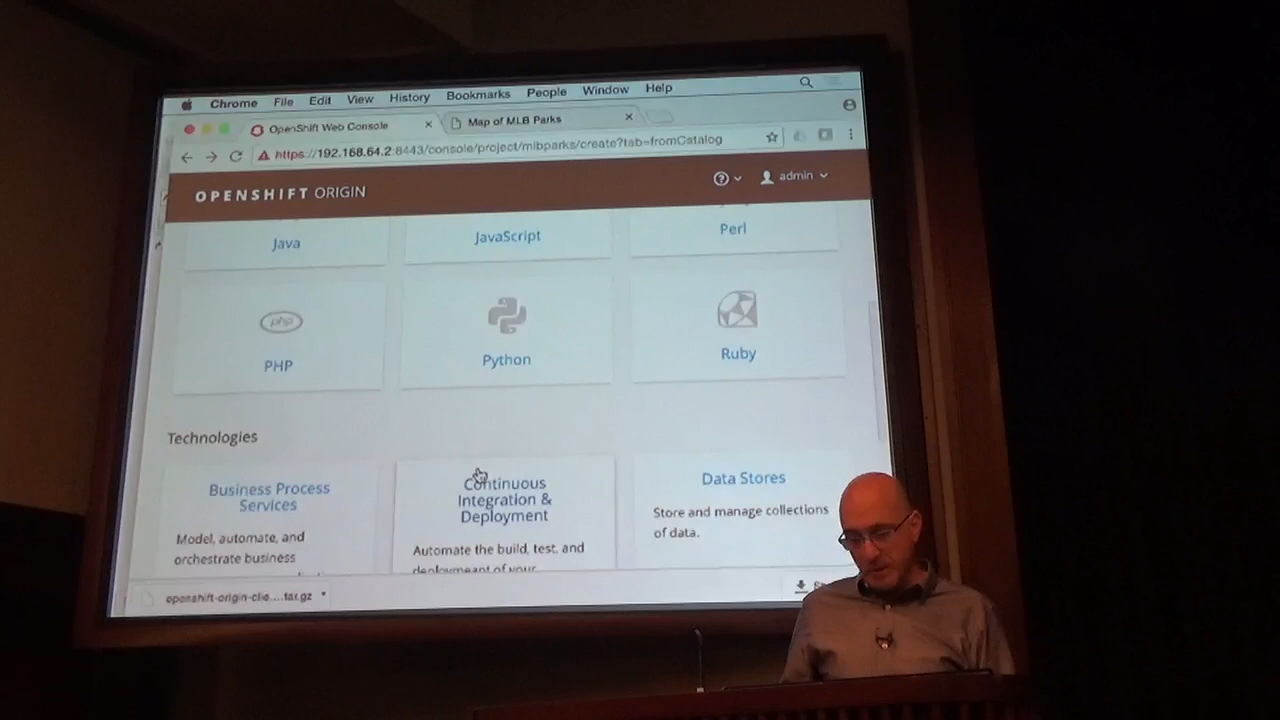 Chrome File Edit View History Bookmarks People Window Help
OpenShift Web Console × Map of MLB Parks ×
https://192.168.64.2:8443/console/project/mlbparks/create?tab=fromCatalog
OPENSHIFT ORIGIN
? admin
Java JavaScript Perl
php
PHP Python Ruby
Technologies
Business Process
Services
Continuous
Integration &
Deployment
Data Stores
Model, automate, and
orchestrate business
Automate the build, test, and
deployment of your
Store and manage collections
of data.
openshift-origin-clie....tar.gz